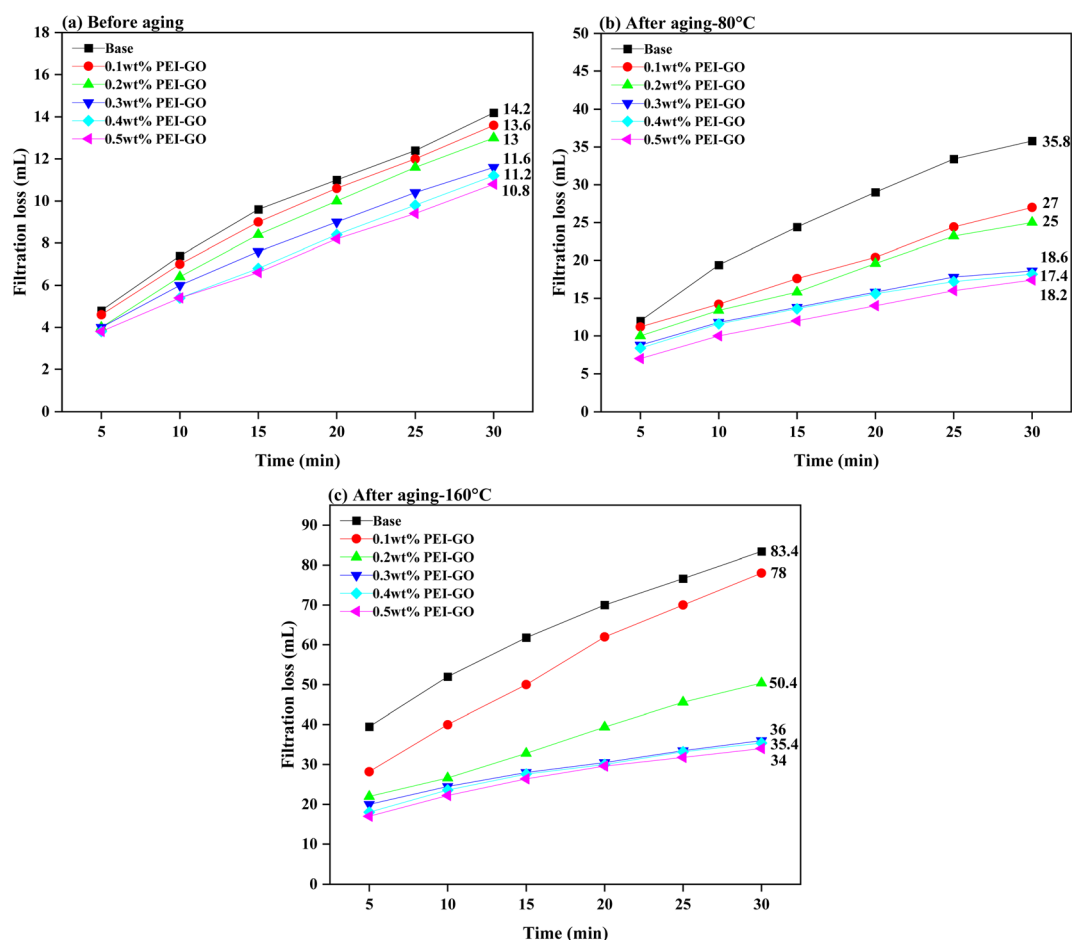 (a) Before aging
Base
0.1wt% PEI-GO
0.2wt% PEI-GO
0.3wt% PEI-GO
0.4wt% PEI-GO
0.5wt% PEI-GO
18
16
14
12
10
8
6
4
2
0
Filtration loss (mL)
14.2
13.6
13
11.6
11.2
10.8
5 10 15 20 25 30
Time (min)
(b) After aging-80°C
Base
0.1wt% PEI-GO
0.2wt% PEI-GO
0.3wt% PEI-GO
0.4wt% PEI-GO
0.5wt% PEI-GO
50
45
40
35
30
25
20
15
10
5
0
Filtration loss (mL)
35.8
27
25
18.6
17.4
18.2
5 10 15 20 25 30
Time (min)
(c) After aging-160°C
Base
0.1wt% PEI-GO
0.2wt% PEI-GO
0.3wt% PEI-GO
0.4wt% PEI-GO
0.5wt% PEI-GO
90
80
70
60
50
40
30
20
10
0
Filtration loss (mL)
83.4
78
50.4
36
35.4
34
5 10 15 20 25 30
Time (min)